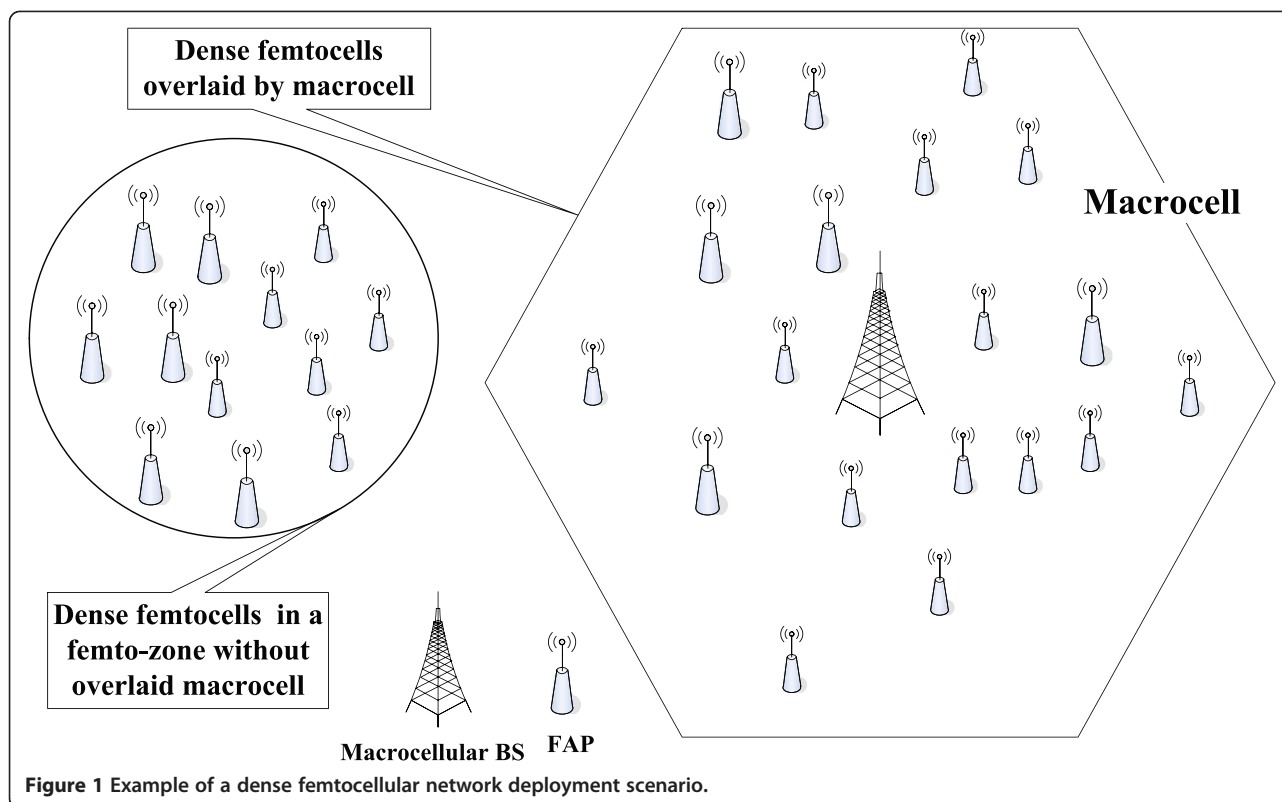 Dense femtocells
overlaid by macrocell
Macrocell
Dense femtocells in a
femto-zone without
overlaid macrocell
Macrocellular BS
FAP
Figure 1 Example of a dense femtocellular network deployment scenario.